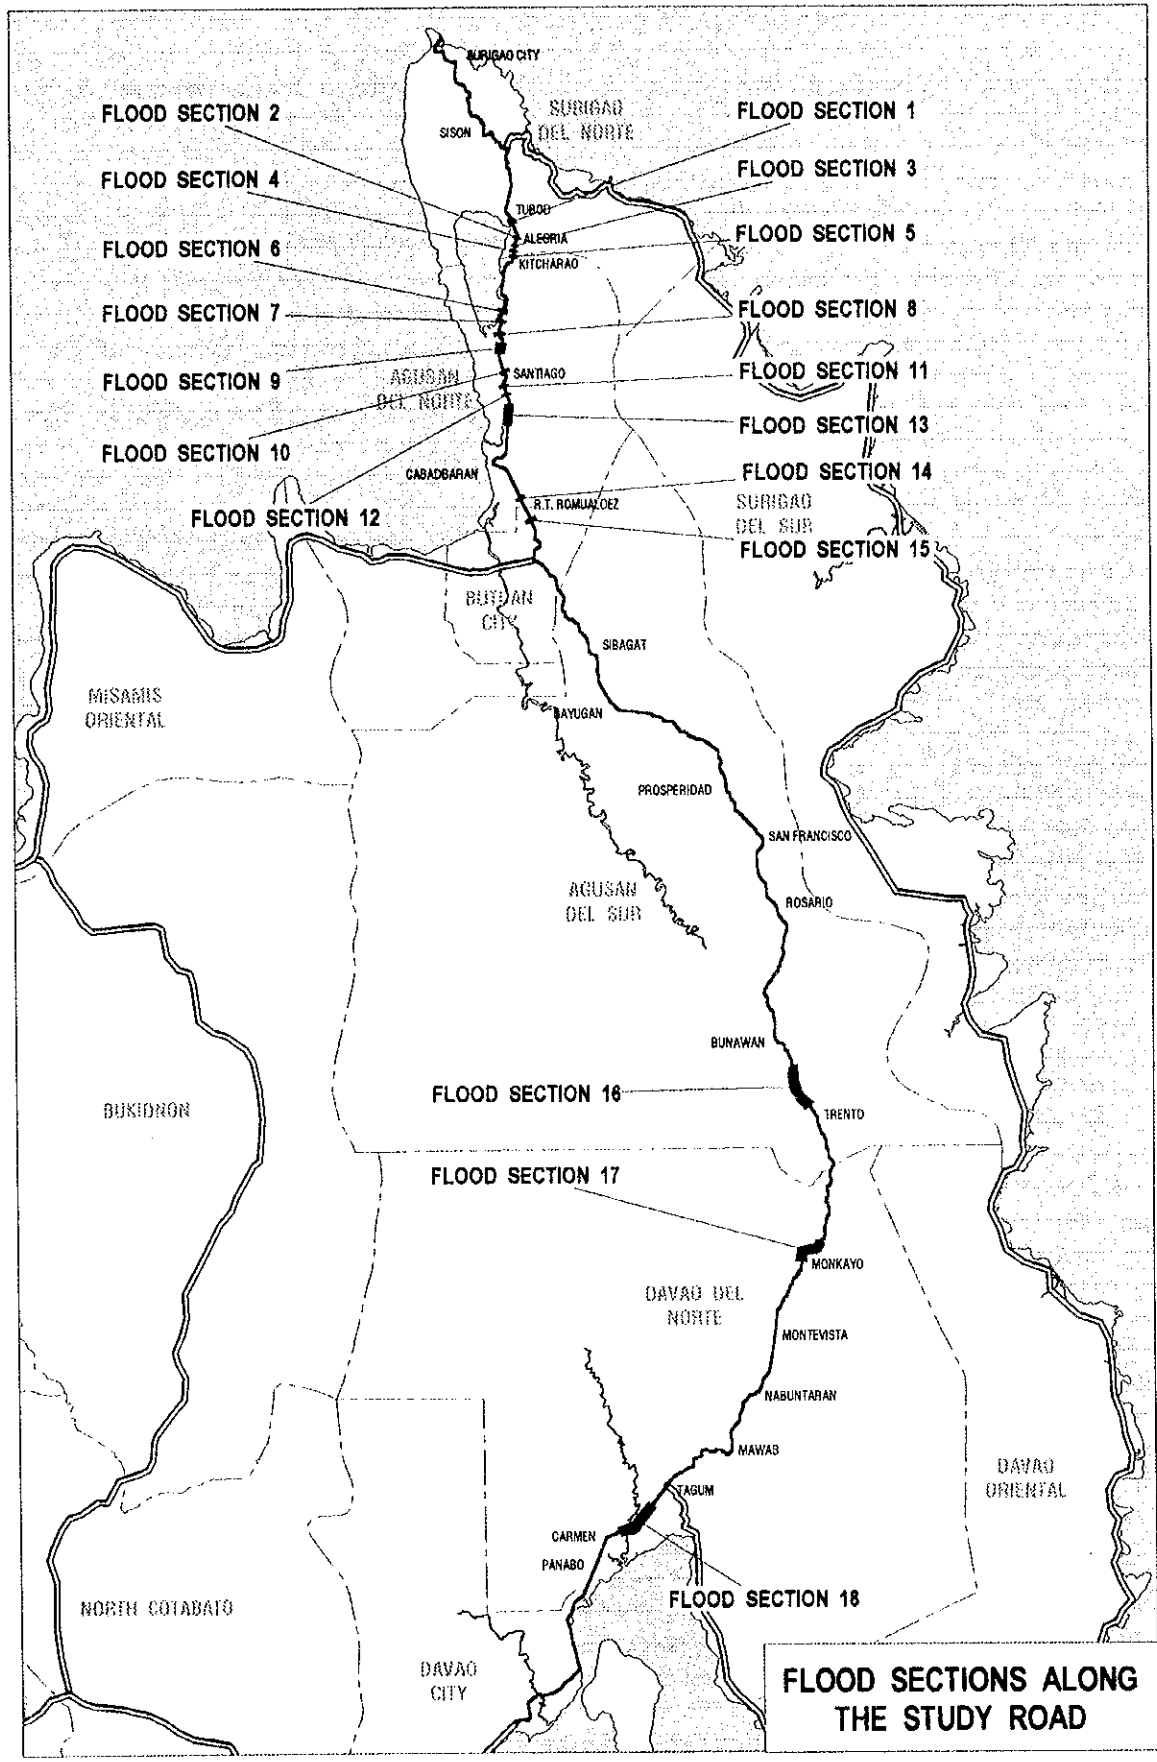 SURIGAO CITY
FLOOD SECTION 2
SURIGAO
DEL NORTE
FLOOD SECTION 1
SISON
FLOOD SECTION 4
FLOOD SECTION 3
TUBOD
ALEGRIA
FLOOD SECTION 6
FLOOD SECTION 5
KITCHARAO
FLOOD SECTION 7
FLOOD SECTION 8
FLOOD SECTION 9
AGUSAN
DEL NORTE
SANTIAGO
FLOOD SECTION 11
FLOOD SECTION 10
FLOOD SECTION 13
CABADBARAN
FLOOD SECTION 14
R.T. ROMUALDEZ
SURIGAO
DEL SUR
FLOOD SECTION 12
FLOOD SECTION 15
BUTUAN
CITY
SIBAGAT
MISAMIS
ORIENTAL
BAYUGAN
PROSPERIDAD
SAN FRANCISCO
AGUSAN
DEL SUR
ROSARIO
BUNAWAN
FLOOD SECTION 16
BUKIDNON
TRENTO
FLOOD SECTION 17
MONKAYO
DAVAO DEL
NORTE
MONTEVISTA
NABUNTARAN
MAWAB
DAVAO
ORIENTAL
TAGUM
CARMEN
PANABO
FLOOD SECTION 18
NORTH COTABATO
DAVAO
CITY
FLOOD SECTIONS ALONG
THE STUDY ROAD